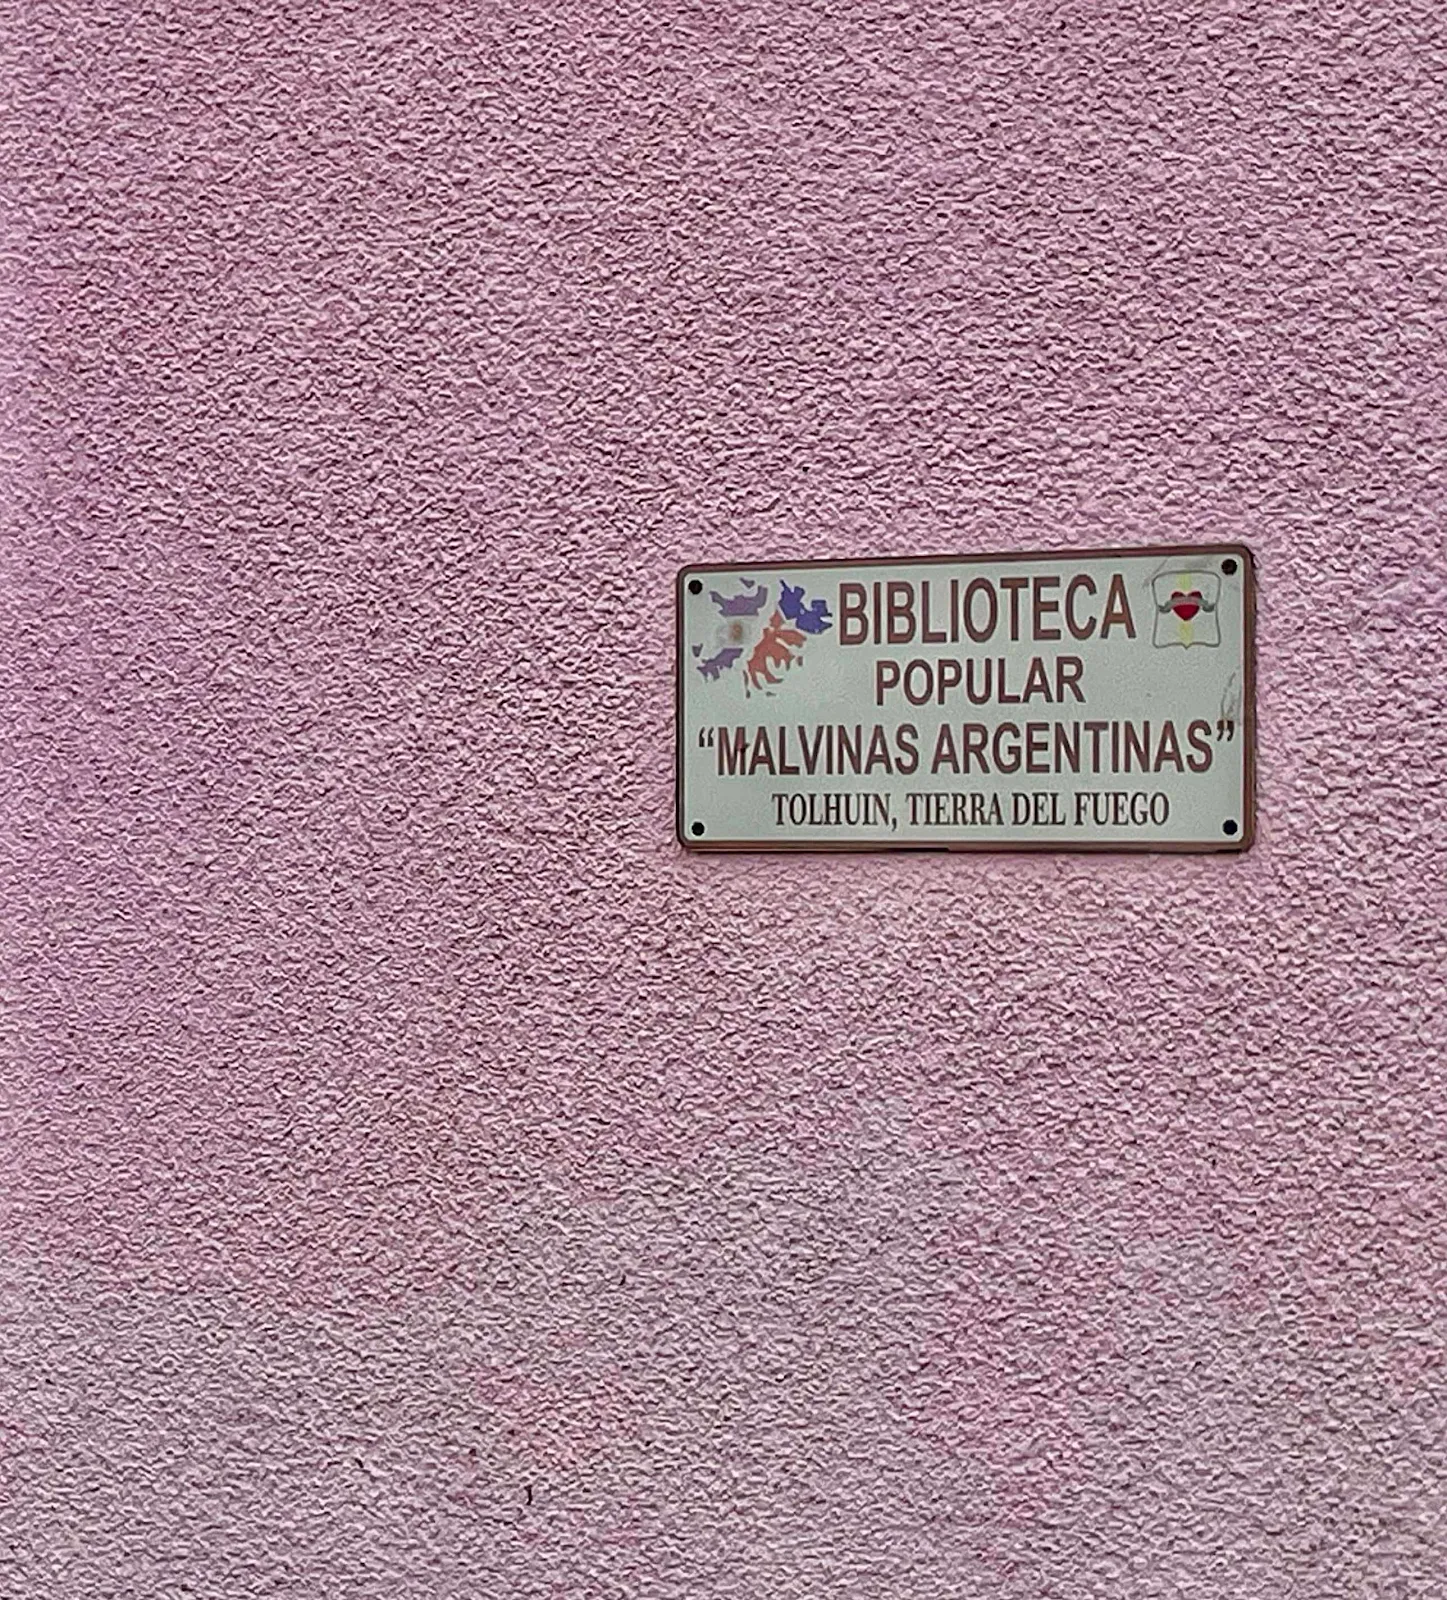 BIBLIOTECA
POPULAR
“MALVINAS ARGENTINAS”
TOLHUIN, TIERRA DEL FUEGO